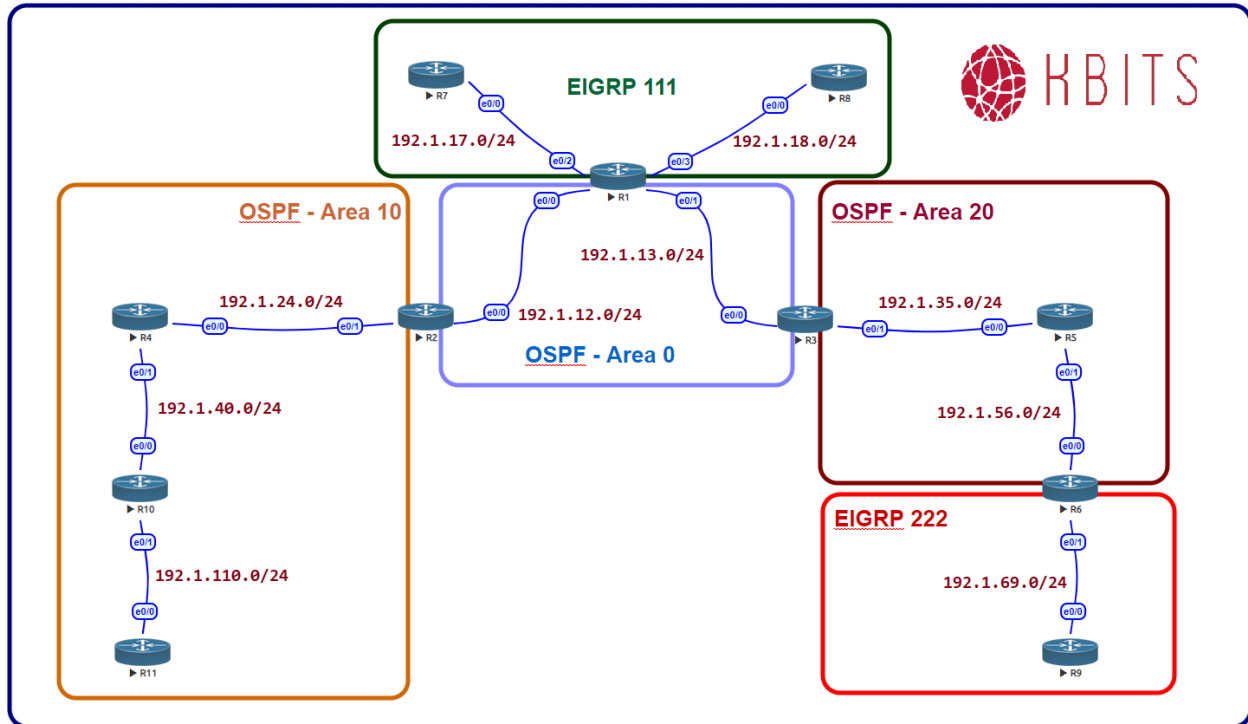 KBITS
EIGRP 111
R7
R8
e0/0
e0/0
192.1.17.0/24
192.1.18.0/24
e0/2
e0/3
R1
OSPF - Area 10
e0/0
e0/1
OSPF - Area 20
192.1.13.0/24
192.1.24.0/24
192.1.35.0/24
R4
e0/0
e0/1
R2
e0/0
192.1.12.0/24
e0/0
R3
e0/1
e0/0
R5
OSPF - Area 0
e0/1
e0/1
192.1.40.0/24
192.1.56.0/24
e0/0
e0/0
R10
R6
EIGRP 222
e0/1
e0/1
192.1.110.0/24
192.1.69.0/24
e0/0
e0/0
R11
R9